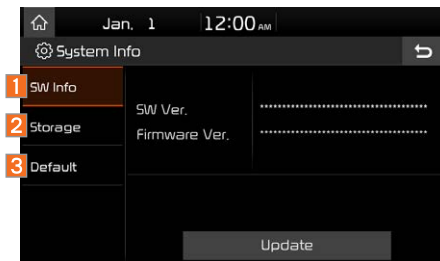 Jan. 1 12:00 AM
System Info
1 SW Info
SW Ver. ************************************
2 Storage
Firmware Ver. ************************************
3 Default
Update